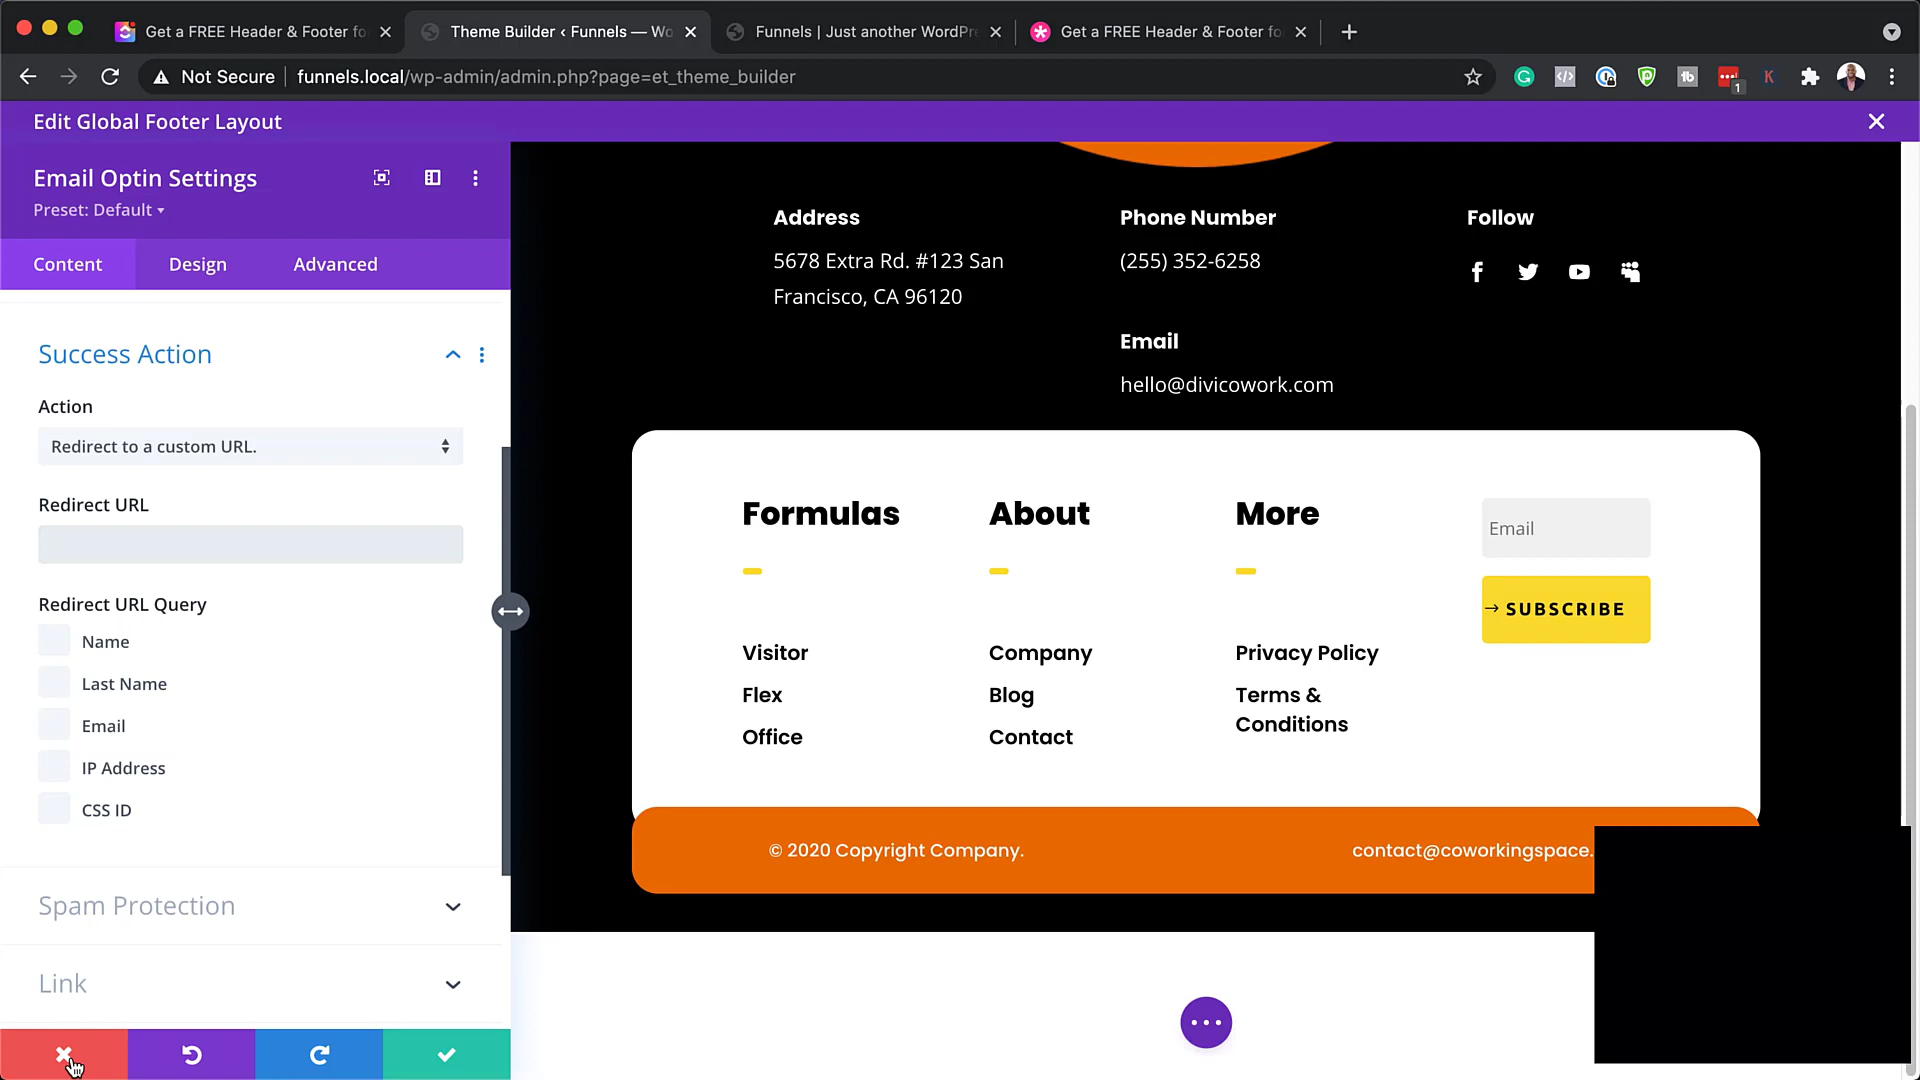 Get a FREE Header & Footer fo
Theme Builder ‹ Funnels — Wo
Funnels | Just another WordPre
Get a FREE Header & Footer fo
Not Secure
funnels.local/wp-admin/admin.php?page=et_theme_builder
1
Edit Global Footer Layout
Email Optin Settings
Preset: Default
Content
Design
Advanced
Success Action
Action
Redirect to a custom URL.
Redirect URL
Redirect URL Query
Name
Last Name
Email
IP Address
CSS ID
Spam Protection
Link
Address
5678 Extra Rd. #123 San
Francisco, CA 96120
Phone Number
(255) 352-6258
Email
hello@divicowork.com
Follow
Formulas
Visitor
Flex
Office
About
Company
Blog
Contact
More
Privacy Policy
Terms &
Conditions
Email
SUBSCRIBE
© 2020 Copyright Company.
contact@coworkingspace.